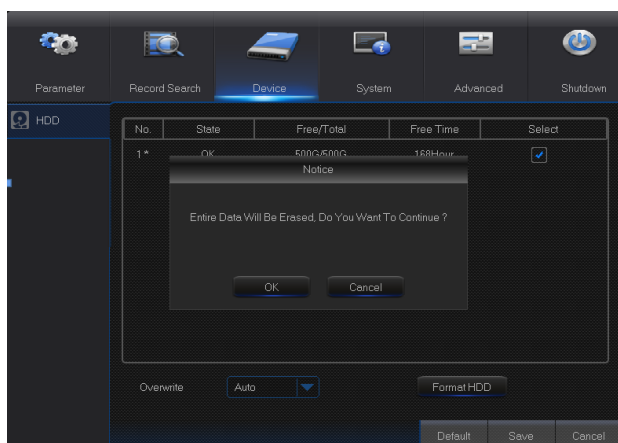 Parameter
Record Search
Device
System
Advanced
Shutdown
HDD
No. State Free/Total Free Time Select
1* OK 500G/500G 168Hour
Notice
Entire Data Will Be Erased, Do You Want To Continue ?
OK Cancel
Overwrite Auto Format HDD
Default Save Cancel